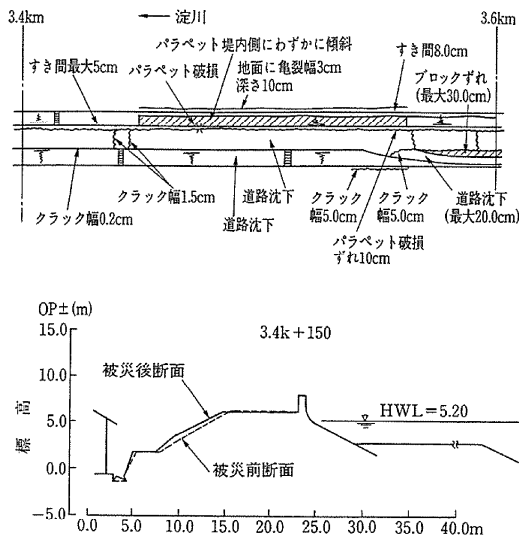 3.4km
← 淀川
3.6km
パラペット堤内側にわずかに傾斜
すき間8.0cm
すき間最大5cm
パラペット破損
地面に亀裂幅3cm
深さ10cm
ブロックずれ
(最大30.0cm)
クラック幅1.5cm
クラック幅0.2cm
道路沈下
道路沈下
クラック
幅5.0cm
クラック
幅5.0cm
道路沈下
(最大20.0cm)
パラペット破損
ずれ10cm
OP±(m)
3.4k+150
15.0
10.0
5.0
0.0
-5.0
標高
被災後断面
被災前断面
HWL=5.20
0.0 5.0 10.0 15.0 20.0 25.0 30.0 35.0 40.0m